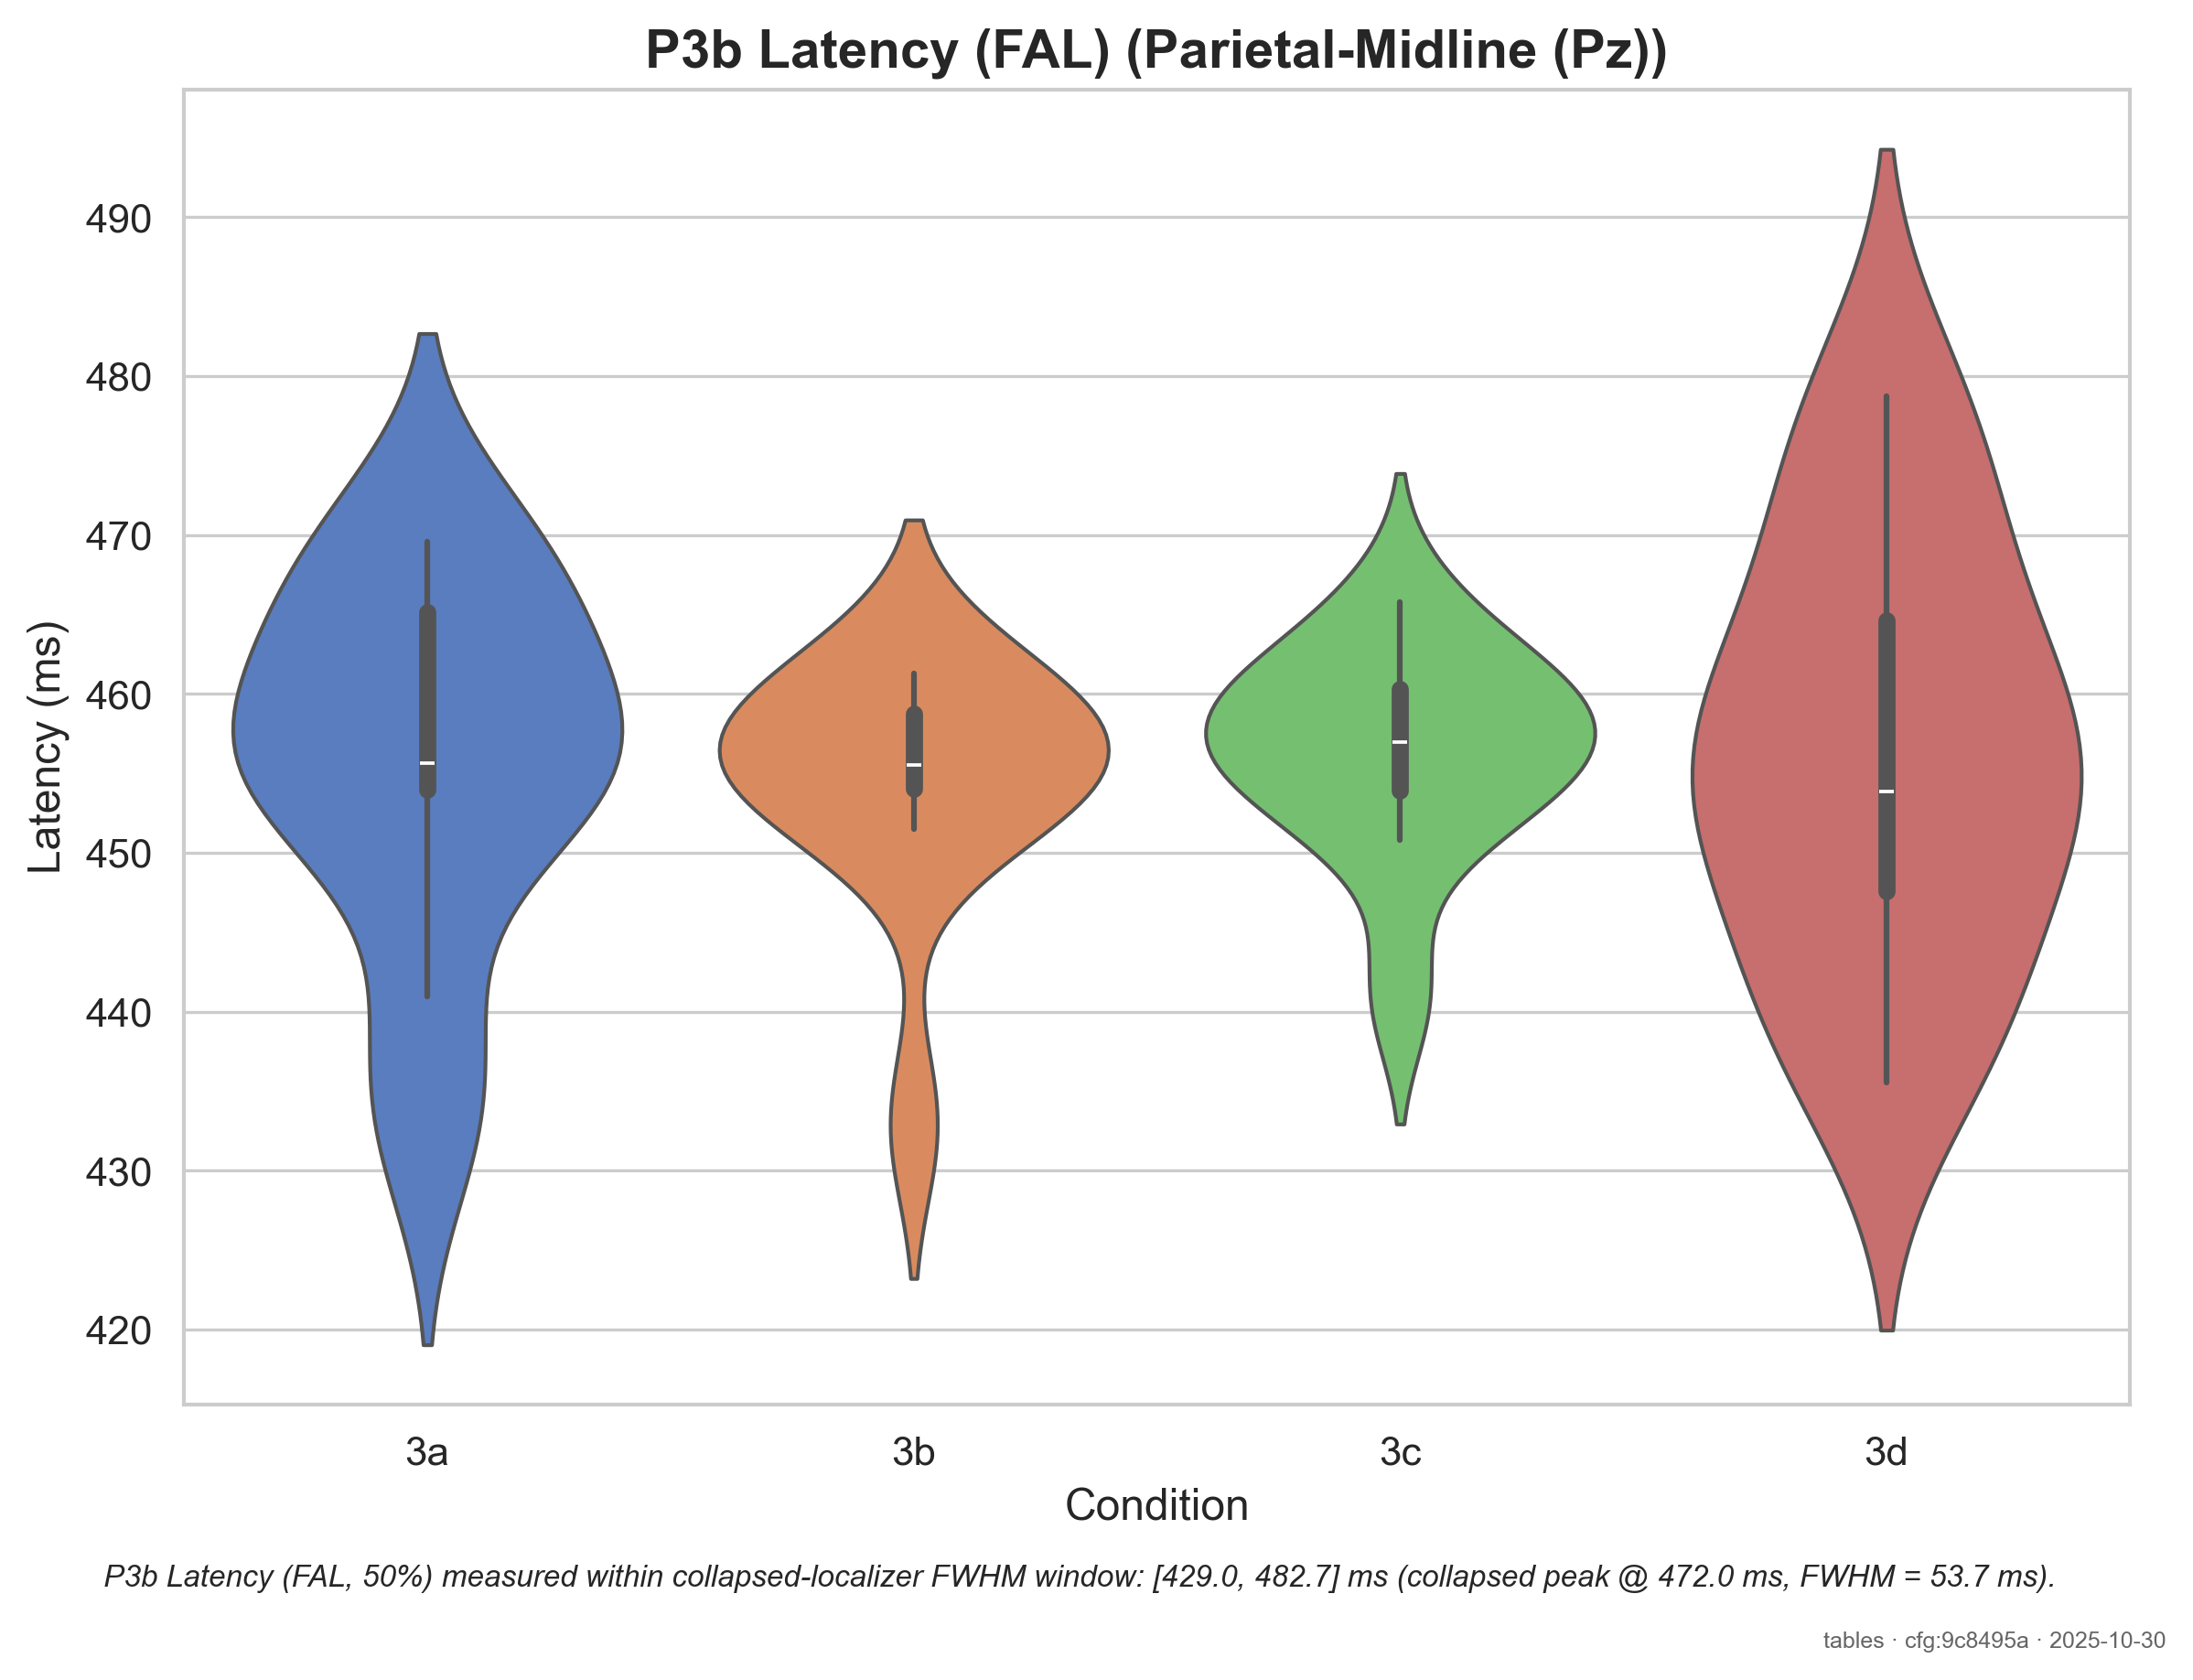 P3b Latency (FAL) (Parietal-Midline (Pz))
Latency (ms)
490
480
470
460
450
440
430
420
3a 3b 3c 3d
Condition
P3b Latency (FAL, 50%) measured within collapsed-localizer FWHM window: [429.0, 482.7] ms (collapsed peak @ 472.0 ms, FWHM = 53.7 ms).
tables · cfg:9c8495a · 2025-10-30